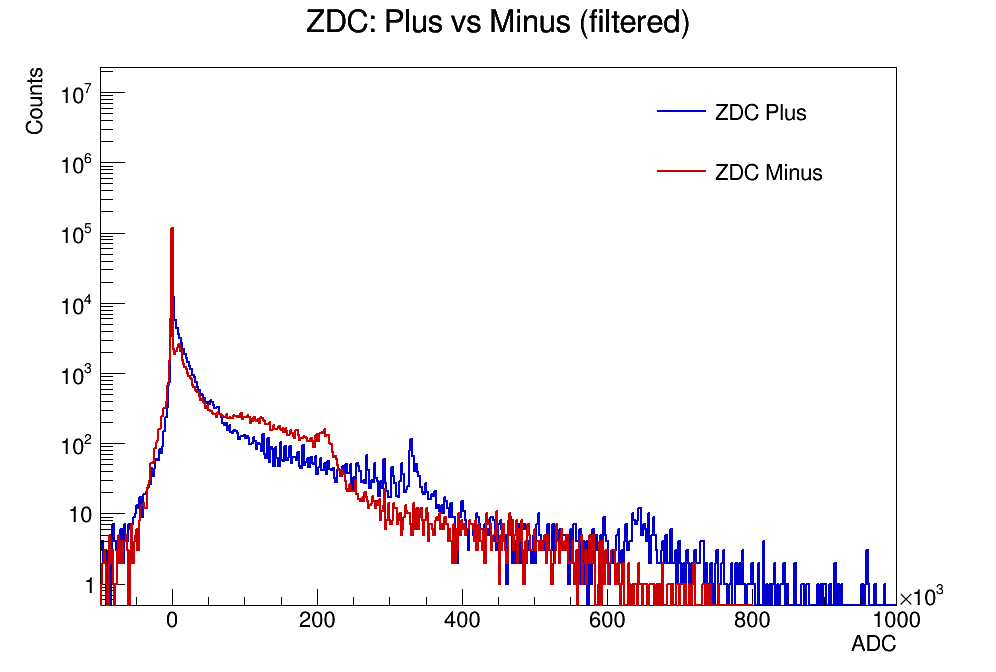 ZDC: Plus vs Minus (filtered)
Counts
10⁷
10⁶
10⁵
10⁴
10³
10²
10
1
ZDC Plus
ZDC Minus
0 200 400 600 800 1000
×10³
ADC